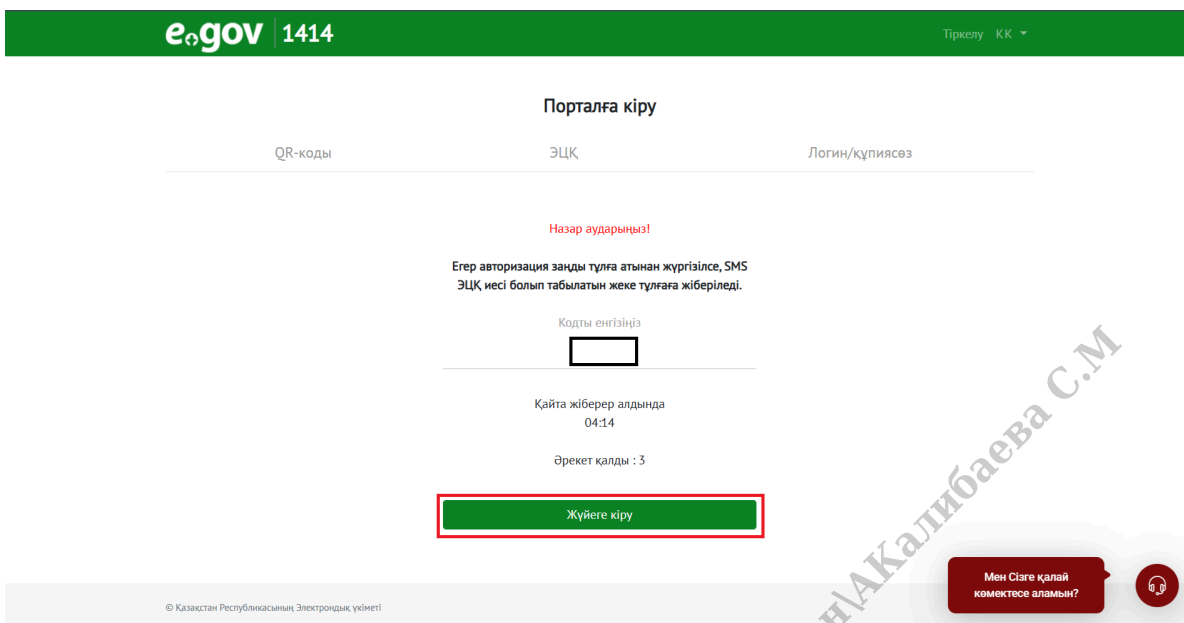 e.gov 1414
Тіркелу КК
Порталға кіру
QR-коды ЭЦҚ Логин/құпиясөз
Назар аударыңыз!
Егер авторизация заңды тұлға атынан жүргізілсе, SMS
ЭЦҚ иесі болып табылатын жеке тұлғаға жіберіледі.
Кодты енгізіңіз
Қайта жіберер алдында
04:14
Әрекет қалды : 3
Жүйеге кіру
Мен Сізге қалай
көмектесе аламын?
© Қазақстан Республикасының Электрондық үкіметі
н\АКалибаева С.М